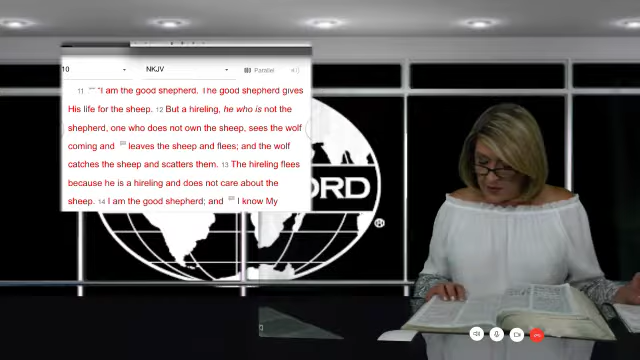 10 NKJV Parallel
11 "I am the good shepherd. The good shepherd gives
His life for the sheep. 12 But a hireling, he who is not the
shepherd, one who does not own the sheep, sees the wolf
coming and leaves the sheep and flees; and the wolf
catches the sheep and scatters them. 13 The hireling flees
because he is a hireling and does not care about the
sheep. 14 I am the good shepherd; and I know My
ORD
®